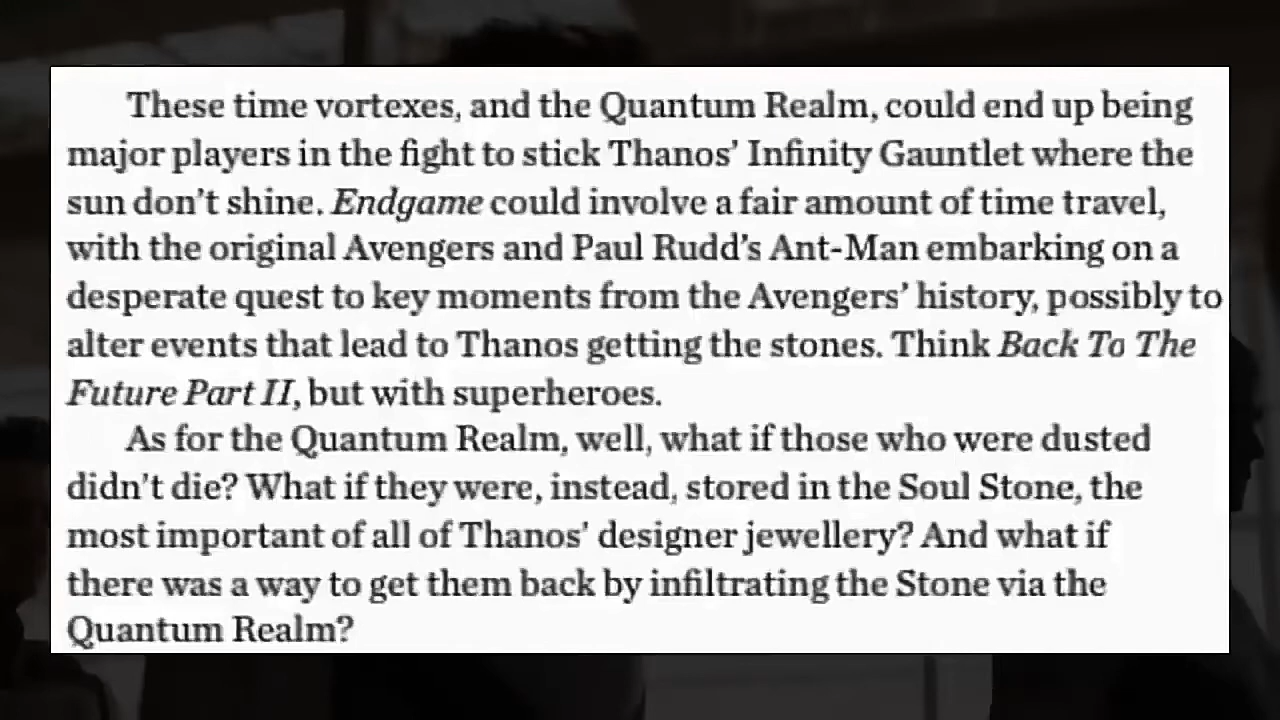 These time vortexes, and the Quantum Realm, could end up being
major players in the fight to stick Thanos’ Infinity Gauntlet where the
sun don’t shine. Endgame could involve a fair amount of time travel,
with the original Avengers and Paul Rudd’s Ant-Man embarking on a
desperate quest to key moments from the Avengers’ history, possibly to
alter events that lead to Thanos getting the stones. Think Back To The
Future Part II, but with superheroes.
As for the Quantum Realm, well, what if those who were dusted
didn’t die? What if they were, instead, stored in the Soul Stone, the
most important of all of Thanos’ designer jewellery? And what if
there was a way to get them back by infiltrating the Stone via the
Quantum Realm?